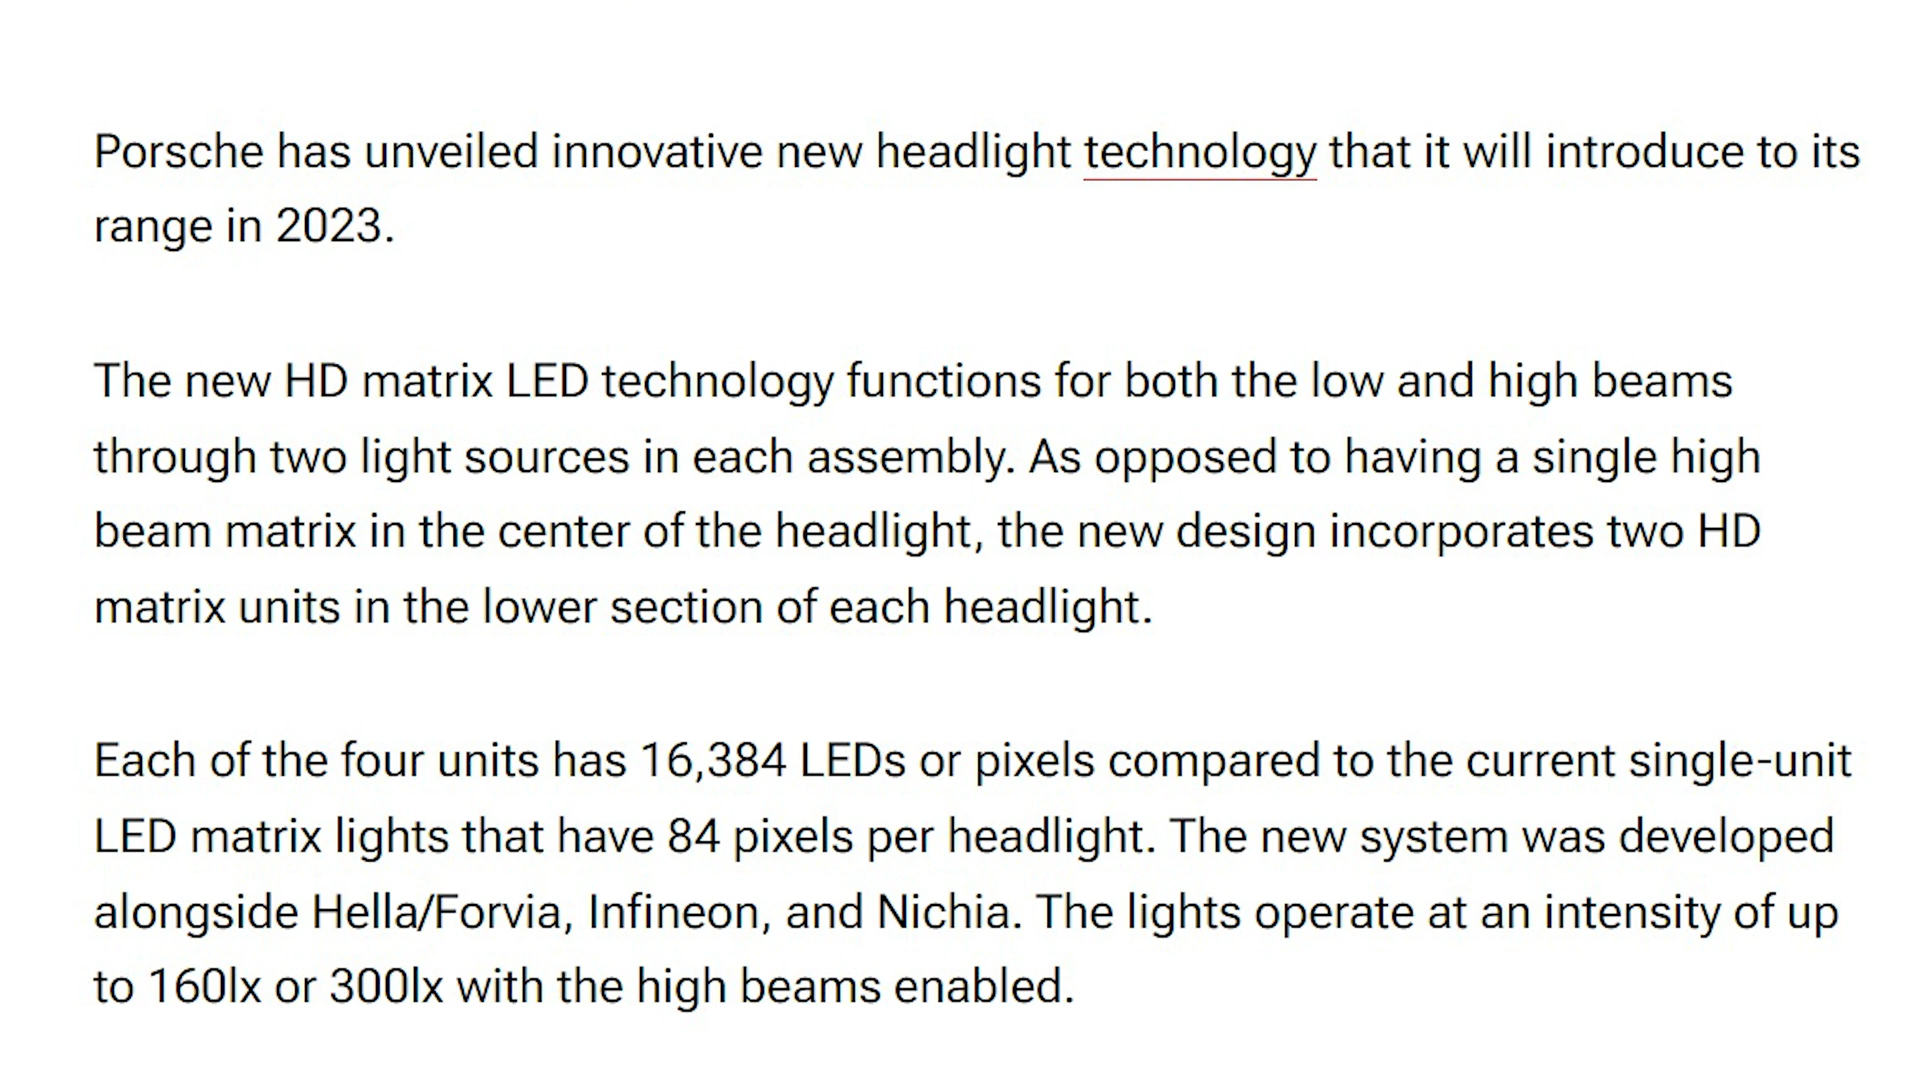 Porsche has unveiled innovative new headlight technology that it will introduce to its
range in 2023.
The new HD matrix LED technology functions for both the low and high beams
through two light sources in each assembly. As opposed to having a single high
beam matrix in the center of the headlight, the new design incorporates two HD
matrix units in the lower section of each headlight.
Each of the four units has 16,384 LEDs or pixels compared to the current single-unit
LED matrix lights that have 84 pixels per headlight. The new system was developed
alongside Hella/Forvia, Infineon, and Nichia. The lights operate at an intensity of up
to 160lx or 300lx with the high beams enabled.